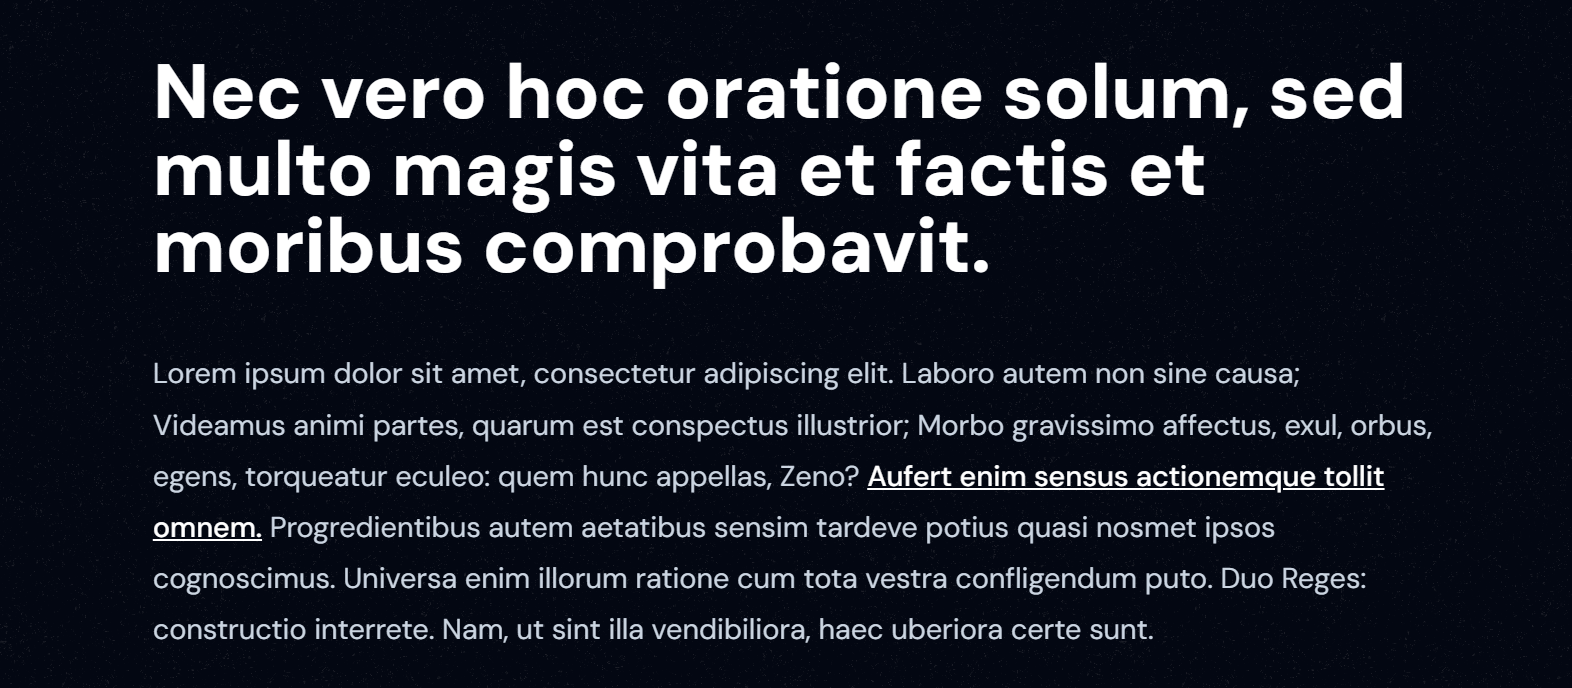 Nec vero hoc oratione solum, sed
multo magis vita et factis et
moribus comprobavit.
Lorem ipsum dolor sit amet, consectetur adipiscing elit. Laboro autem non sine causa;
Videamus animi partes, quarum est conspectus illustrior; Morbo gravissimo affectus, exul, orbus,
egens, torqueatur eculeo: quem hunc appellas, Zeno? Aufert enim sensus actionemque tollit
omnem. Progredientibus autem aetatibus sensim tardeve potius quasi nosmet ipsos
cognoscimus. Universa enim illorum ratione cum tota vestra confligendum puto. Duo Reges:
constructio interrete. Nam, ut sint illa vendibiliora, haec uberiora certe sunt.